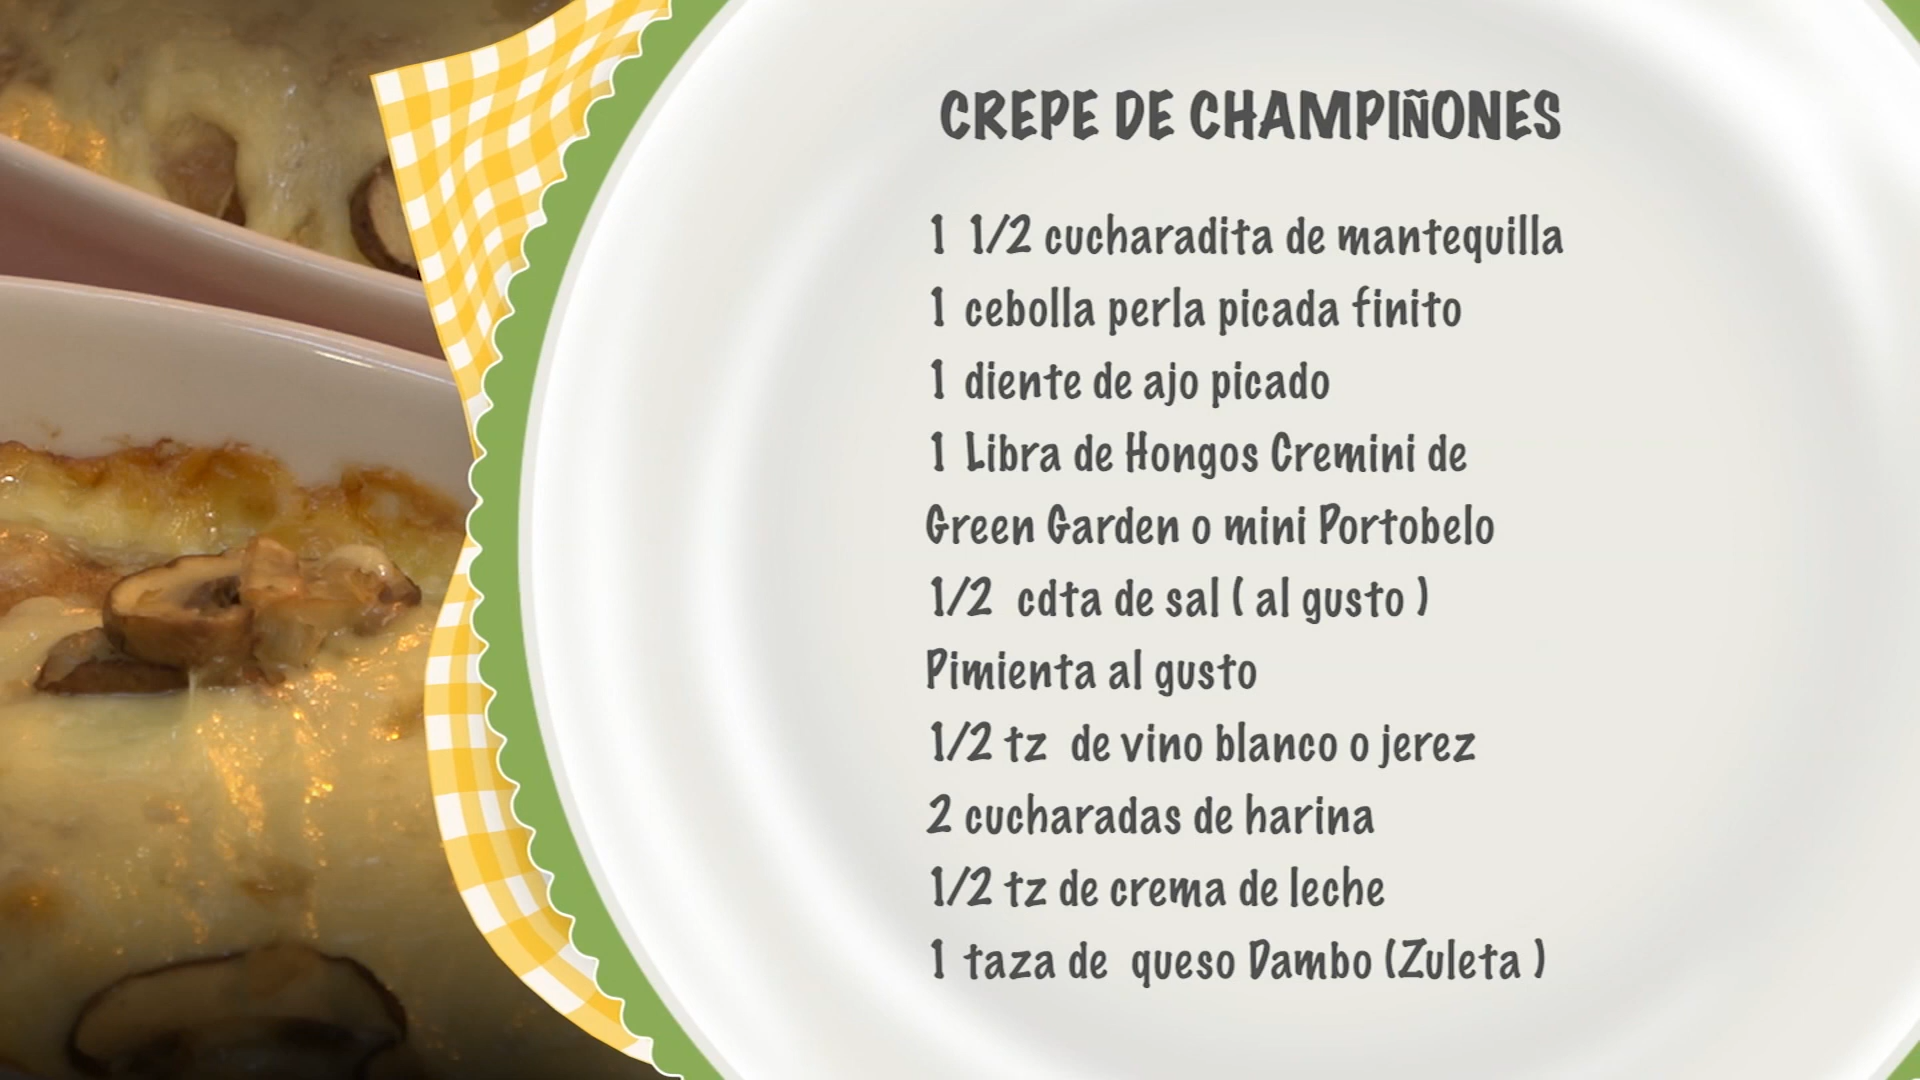 CREPE DE CHAMPIÑONES
1 1/2 cucharadita de mantequilla
1 cebolla perla picada finito
1 diente de ajo picado
1 Libra de Hongos Cremini de
Green Garden o mini Portobelo
1/2 cdta de sal ( al gusto )
Pimienta al gusto
1/2 tz de vino blanco o jerez
2 cucharadas de harina
1/2 tz de crema de leche
1 taza de queso Dambo (Zuleta )